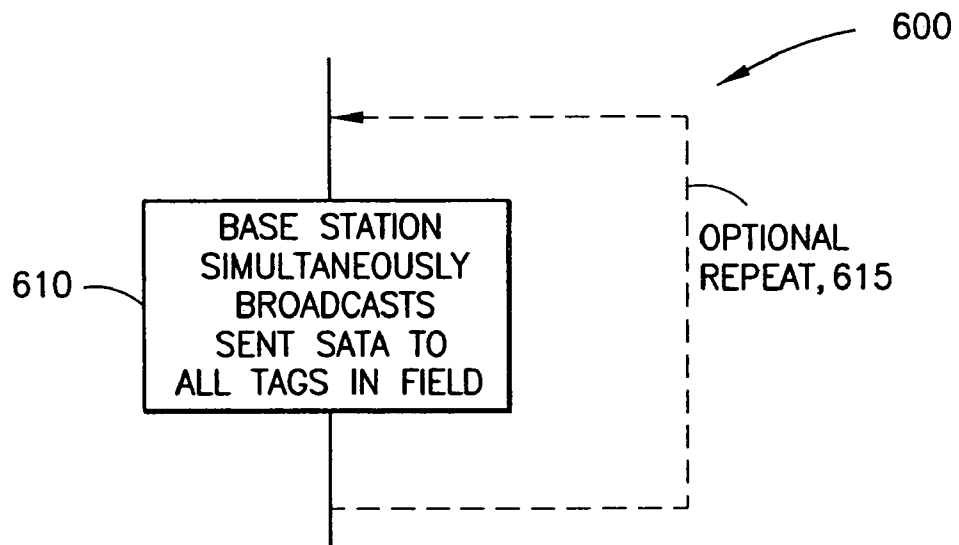 600
BASE STATION
SIMULTANEOUSLY
BROADCASTS
SENT SATA TO
ALL TAGS IN FIELD
610
OPTIONAL
REPEAT, 615